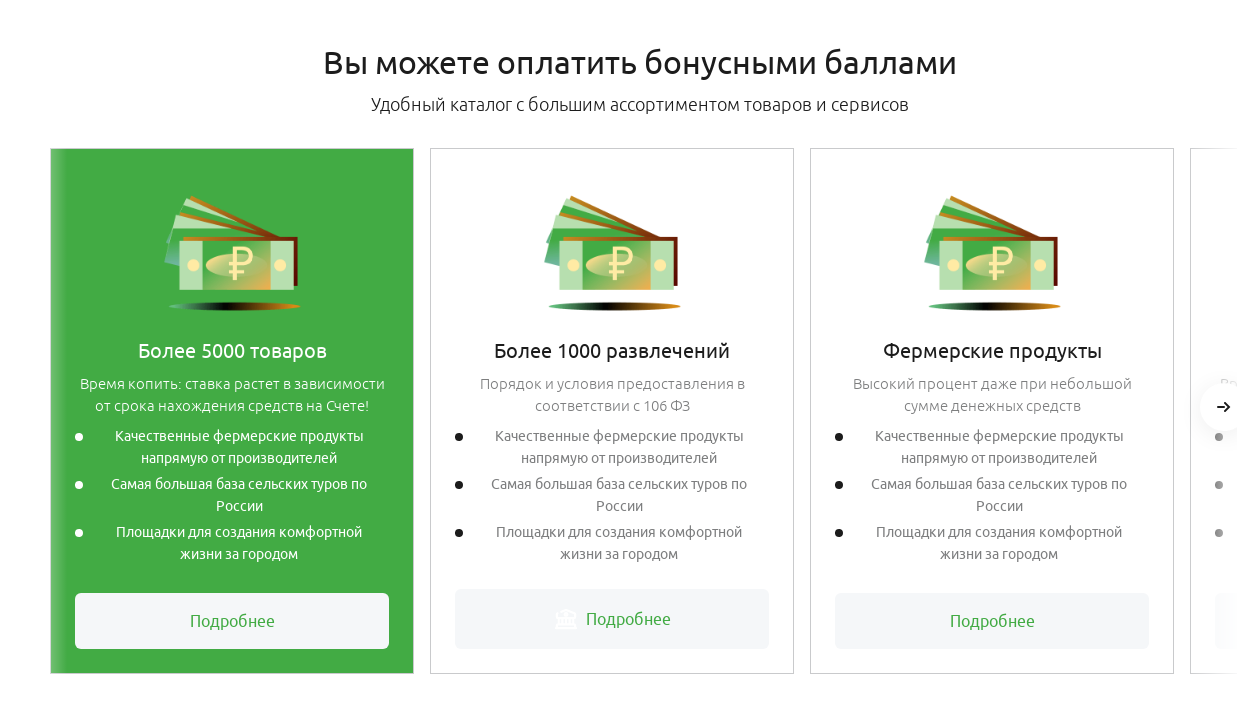 Вы можете оплатить бонусными баллами
Удобный каталог с большим ассортиментом товаров и сервисов
Более 5000 товаров
Время копить: ставка растет в зависимости
от срока нахождения средств на Счете!
Качественные фермерские продукты
напрямую от производителей
Самая большая база сельских туров по
России
Площадки для создания комфортной
жизни за городом
Подробнее
Более 1000 развлечений
Порядок и условия предоставления в
соответствии с 106 ФЗ
Качественные фермерские продукты
напрямую от производителей
Самая большая база сельских туров по
России
Площадки для создания комфортной
жизни за городом
Подробнее
Фермерские продукты
Высокий процент даже при небольшой
сумме денежных средств
Качественные фермерские продукты
напрямую от производителей
Самая большая база сельских туров по
России
Площадки для создания комфортной
жизни за городом
Подробнее